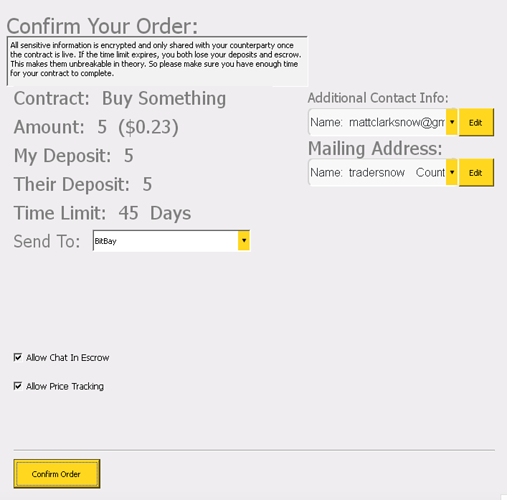 Confirm Your Order:
All sensitive information is encrypted and only shared with your counterparty once
the contract is live. If the time limit expires, you both lose your deposits and escrow.
This makes them unbreakable in theory. So please make sure you have enough time
for your contract to complete.
Contract: Buy Something
Amount: 5 ($0.23)
My Deposit: 5
Their Deposit: 5
Time Limit: 45 Days
Send To: BitBay
Additional Contact Info:
Name: mattclarksnow@gm Edit
Mailing Address:
Name: tradersnow Count Edit
Allow Chat In Escrow
Allow Price Tracking
Confirm Order